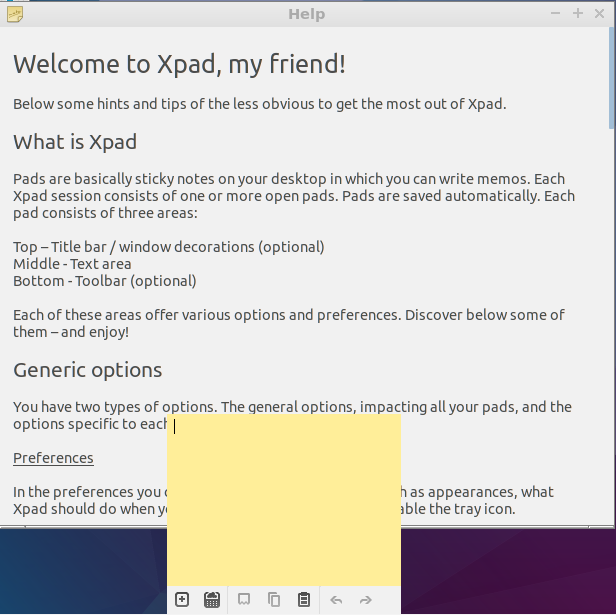 Help
Welcome to Xpad, my friend!
Below some hints and tips of the less obvious to get the most out of Xpad.
What is Xpad
Pads are basically sticky notes on your desktop in which you can write memos. Each
Xpad session consists of one or more open pads. Pads are saved automatically. Each
pad consists of three areas:
Top – Title bar / window decorations (optional)
Middle - Text area
Bottom - Toolbar (optional)
Each of these areas offer various options and preferences. Discover below some of
them – and enjoy!
Generic options
You have two types of options. The general options, impacting all your pads, and the
options specific to each
Preferences
In the preferences you as appearances, what
Xpad should do when the tray icon.